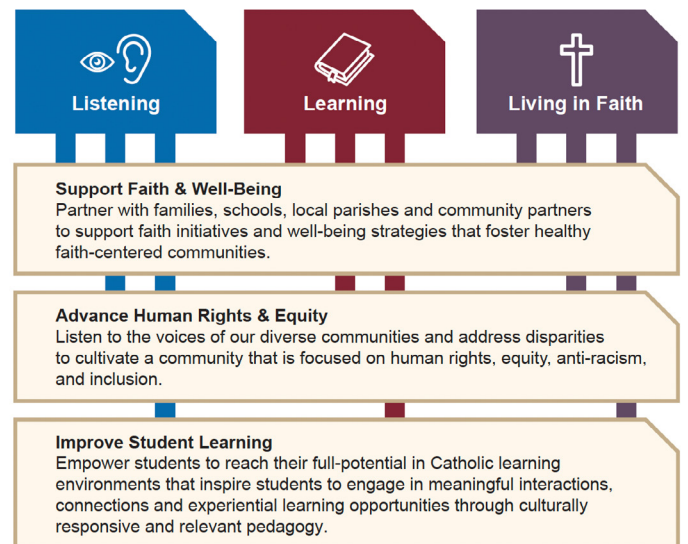 Listening
Learning
Living in Faith
Support Faith & Well-Being
Partner with families, schools, local parishes and community partners
to support faith initiatives and well-being strategies that foster healthy
faith-centered communities.
Advance Human Rights & Equity
Listen to the voices of our diverse communities and address disparities
to cultivate a community that is focused on human rights, equity, anti-racism,
and inclusion.
Improve Student Learning
Empower students to reach their full-potential in Catholic learning
environments that inspire students to engage in meaningful interactions,
connections and experiential learning opportunities through culturally
responsive and relevant pedagogy.